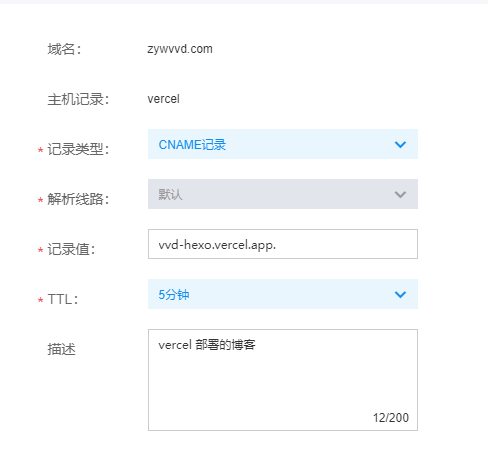 域名： zywvvd.com
主机记录： vercel
* 记录类型： CNAME记录
* 解析线路： 默认
* 记录值： vvd-hexo.vercel.app.
* TTL： 5分钟
描述 vercel 部署的博客
12/200